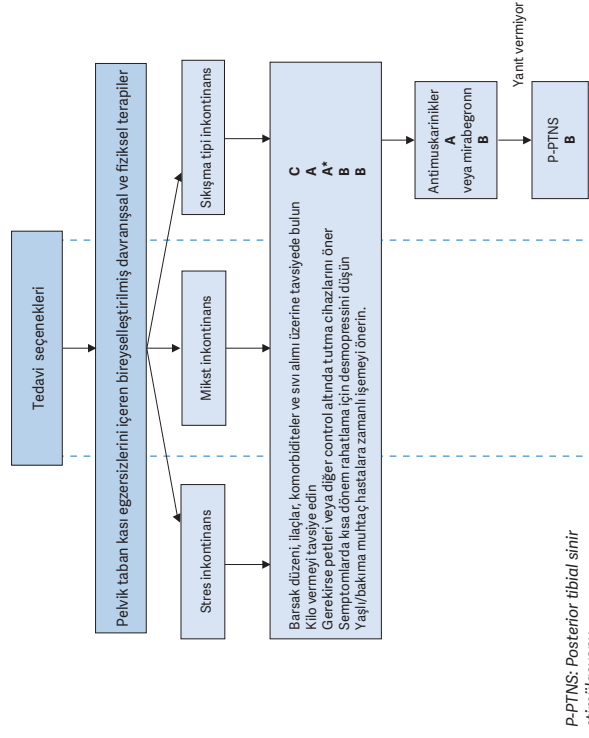 Tedavi seçenekleri
Pelvik taban kası egzersizlerini içeren bireyselleştirilmiş davranışsal ve fiziksel terapiler
Stres inkontinans
Mikst inkontinans
Sıkışma tipi inkontinans
Barsak düzeni, ilaçlar, komorbiditeler ve sıvı alımı üzerine tavsiyede bulun C
Kilo vermeyi tavsiye edin A
Gerekirse petleri veya diğer control altında tutma cihazlarını öner A*
Semptomlarda kısa dönem rahatlama için desmopressini düşün B
Yaşlı/bakıma muhtaç hastalara zamanlı işemeyi önerin. B
Antimuskarinikler
A
veya mirabegronn
B
Yanıt vermiyor
P-PTNS
B
P-PTNS: Posterior tibial sinir